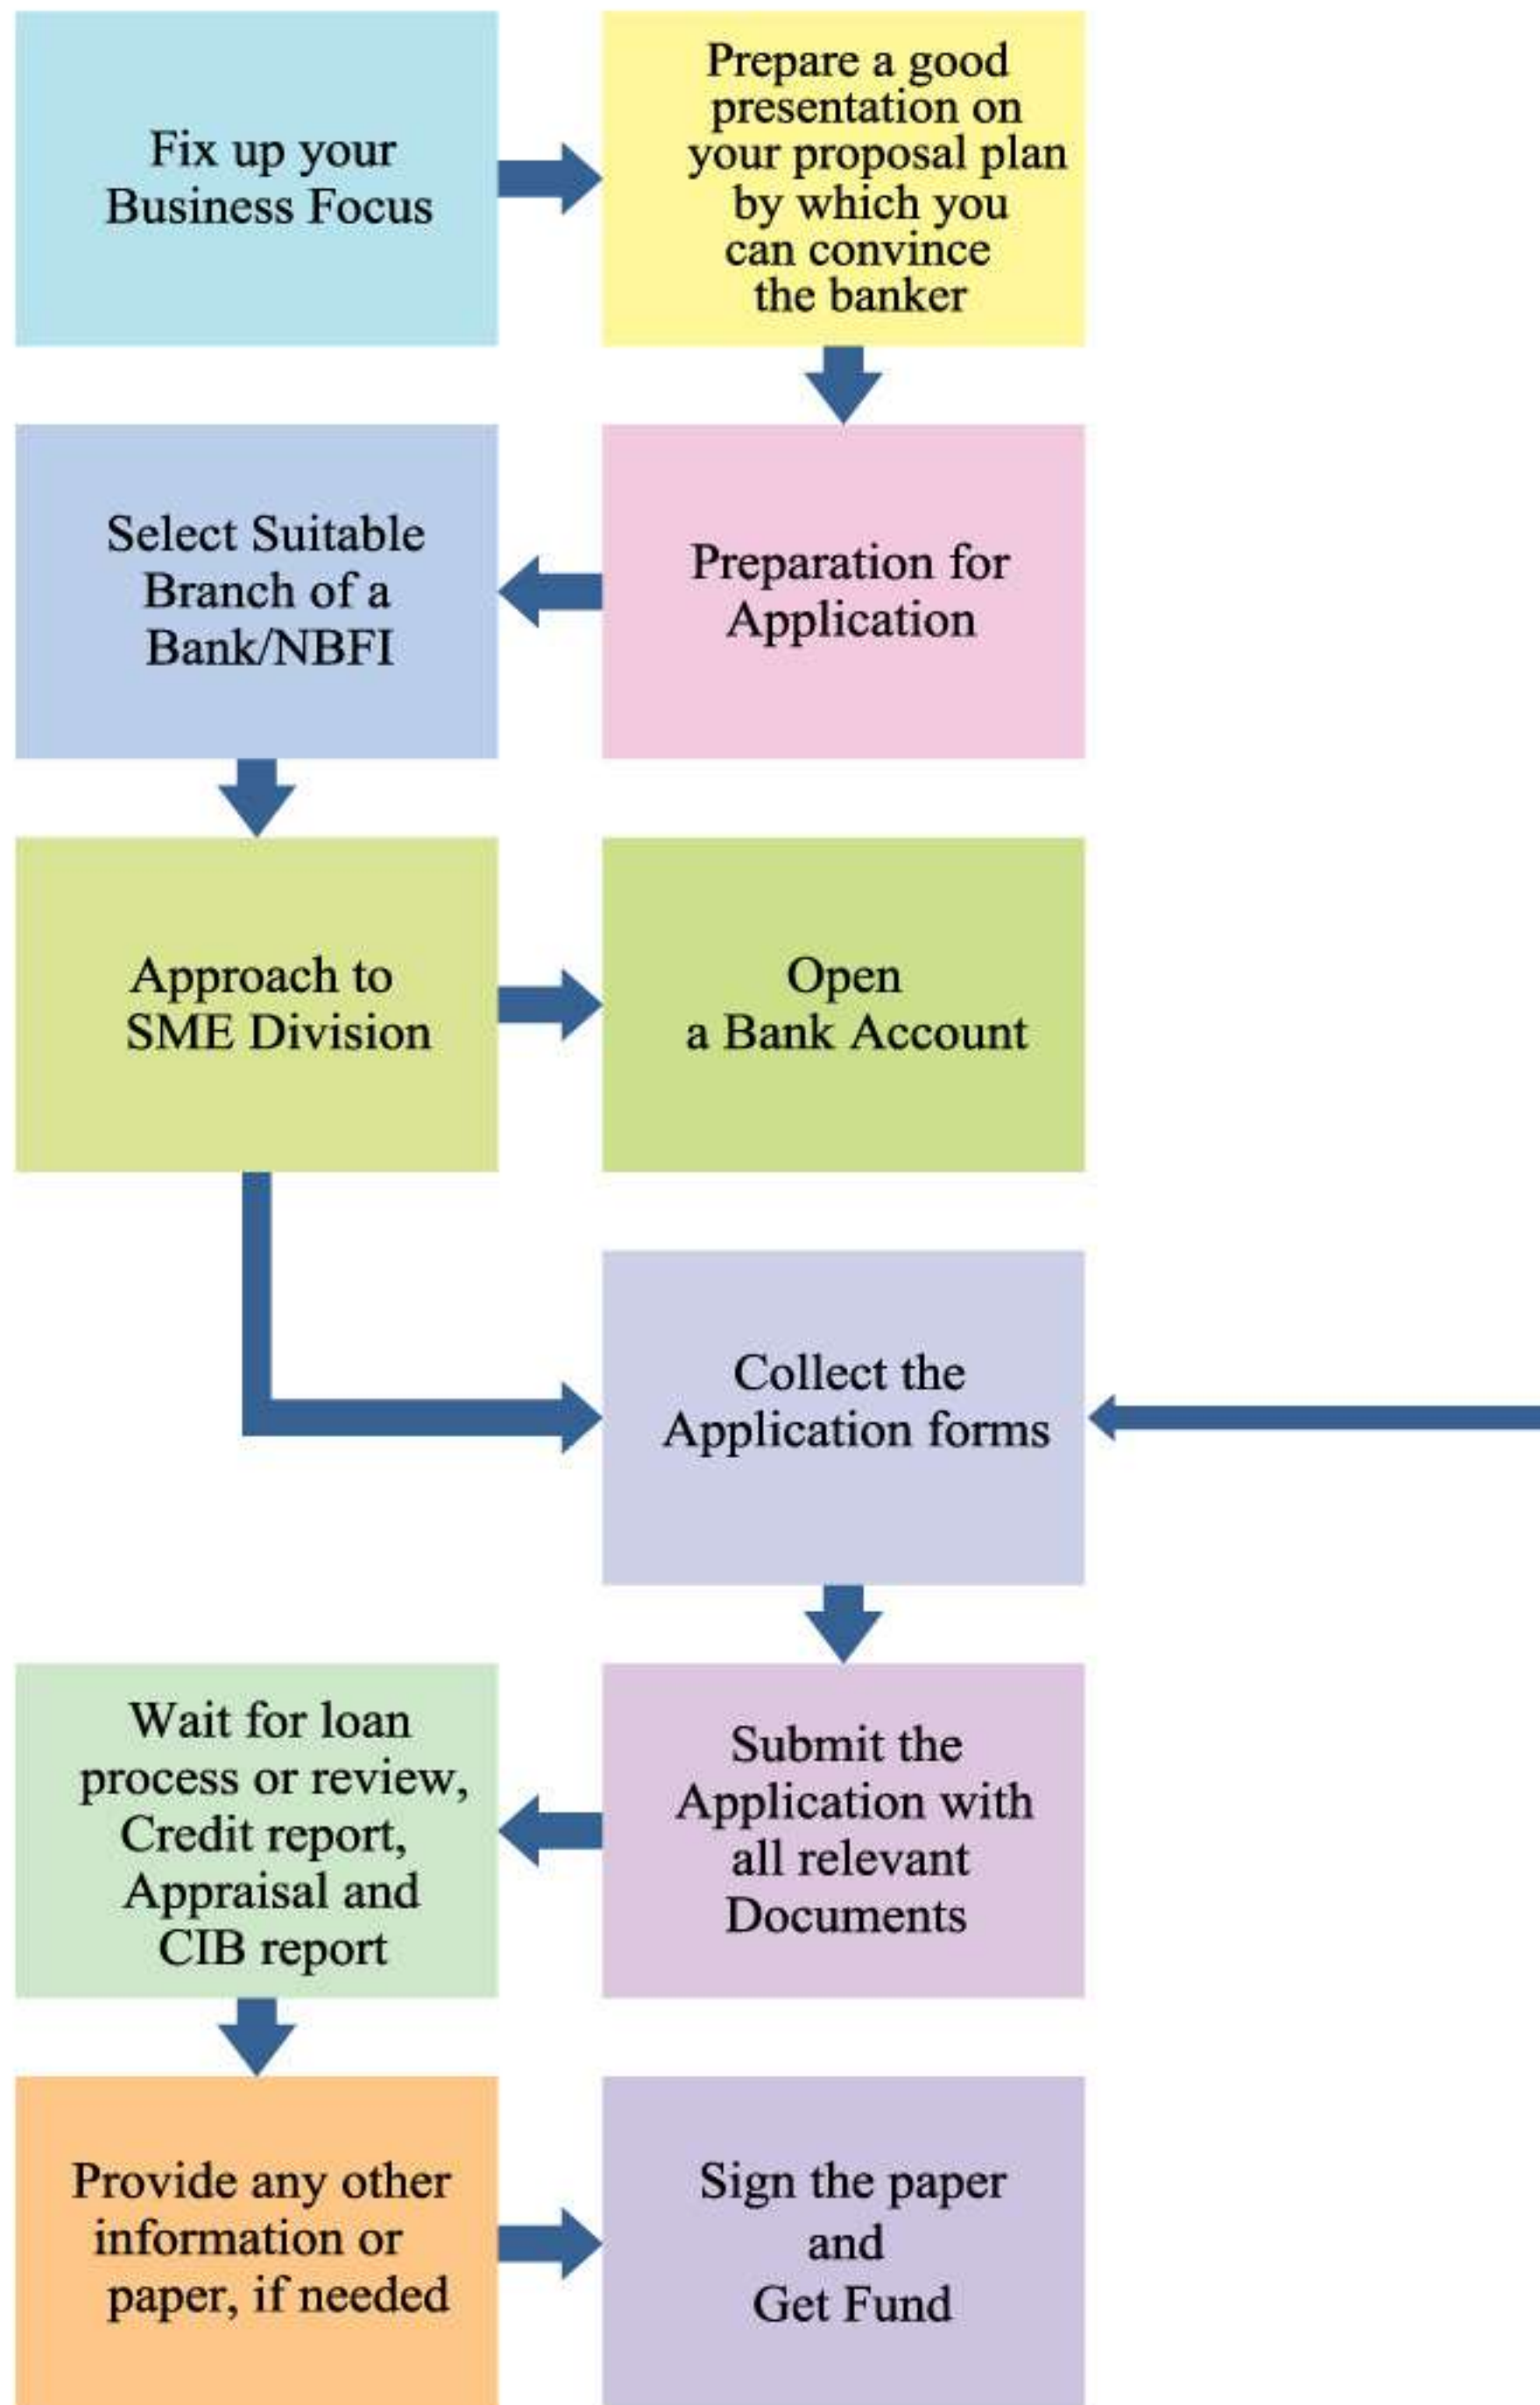 Fix up your
Business Focus
Prepare a good
presentation on
your proposal plan
by which you
can convince
the banker
Preparation for
Application
Select Suitable
Branch of a
Bank/NBFI
Approach to
SME Division
Open
a Bank Account
Collect the
Application forms
Submit the
Application with
all relevant
Documents
Wait for loan
process or review,
Credit report,
Appraisal and
CIB report
Provide any other
information or
paper, if needed
Sign the paper
and
Get Fund